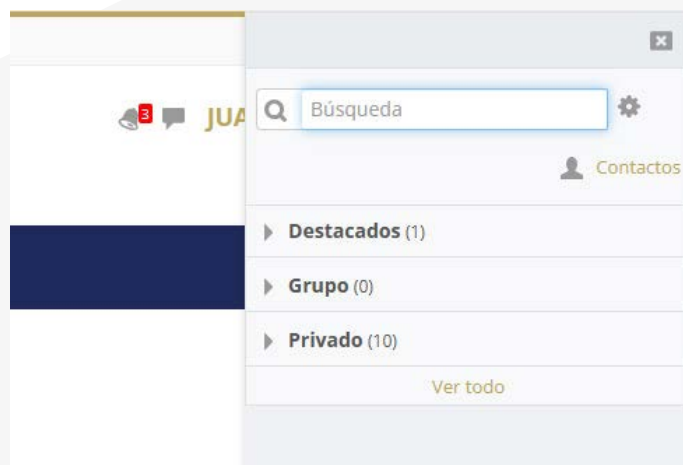 3
JUA
Búsqueda
Contactos
Destacados (1)
Grupo (0)
Privado (10)
Ver todo